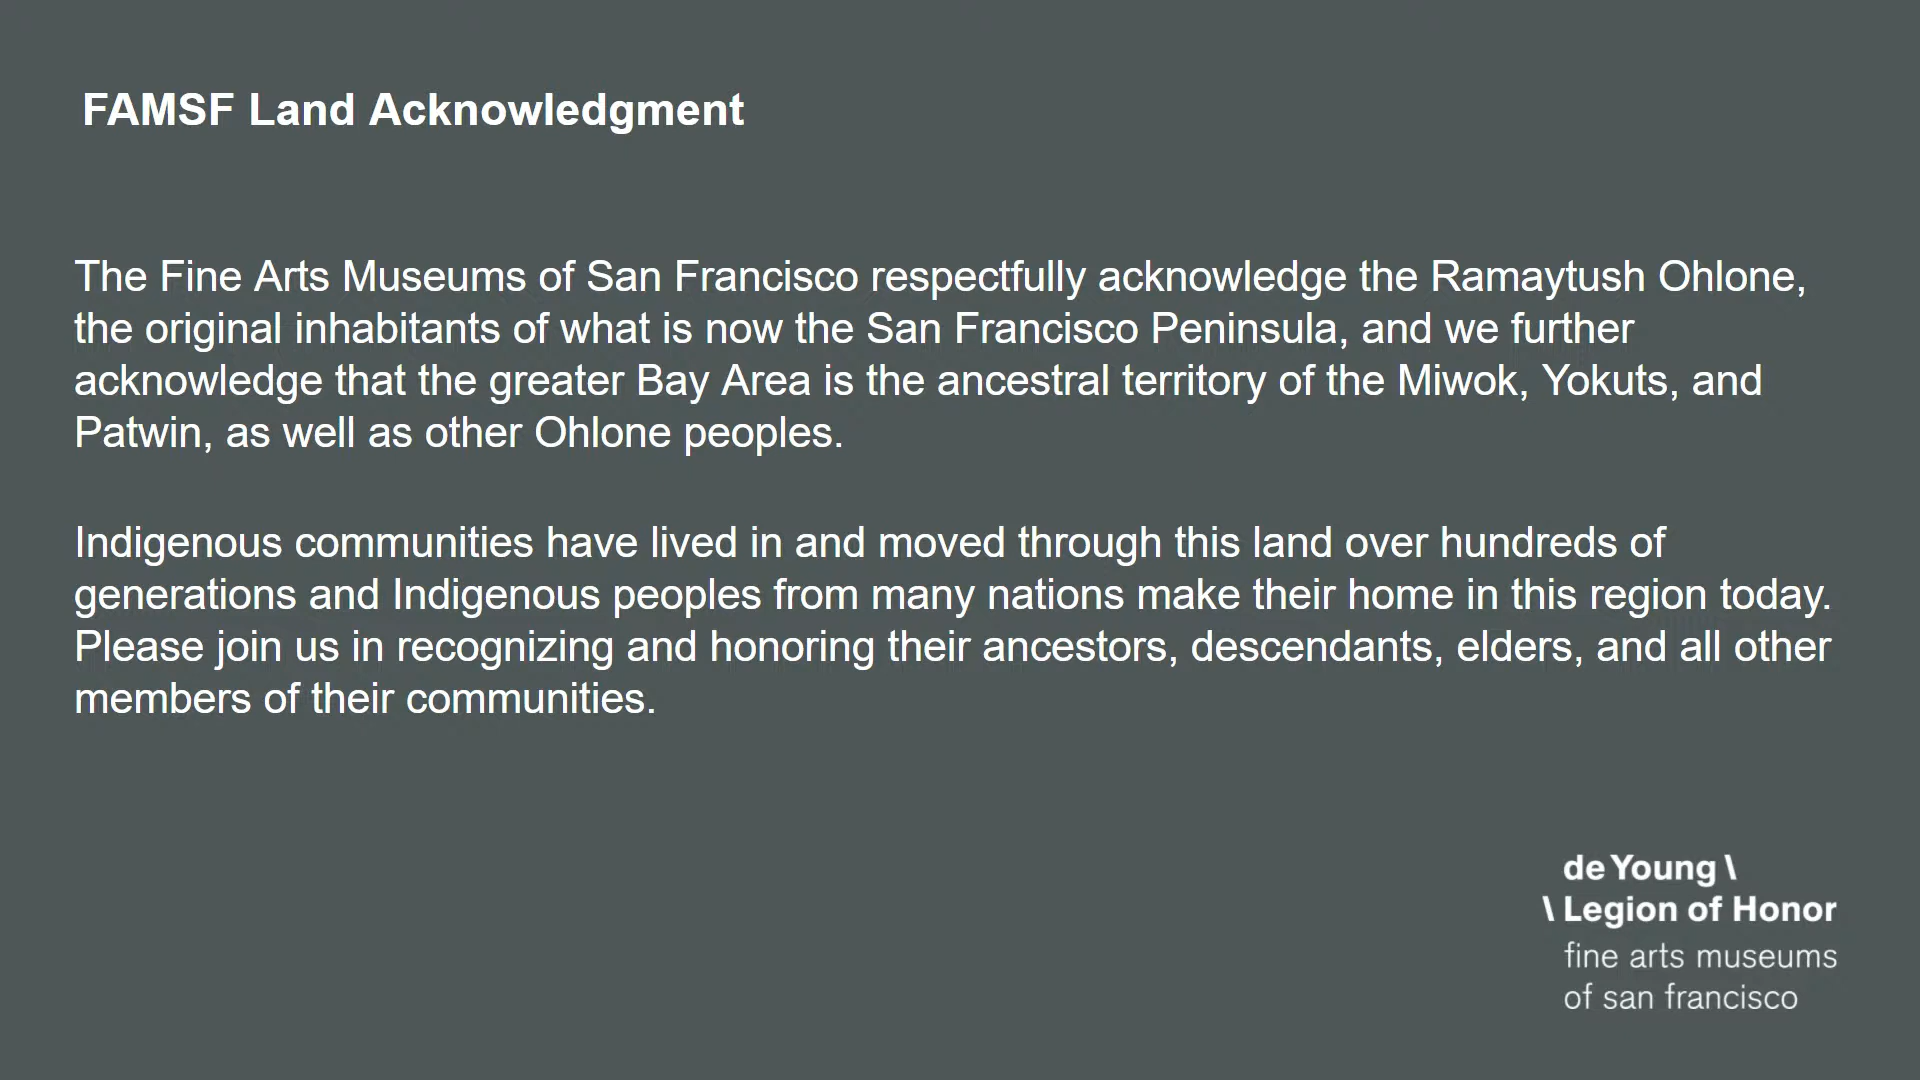 FAMSF Land Acknowledgment
The Fine Arts Museums of San Francisco respectfully acknowledge the Ramaytush Ohlone,
the original inhabitants of what is now the San Francisco Peninsula, and we further
acknowledge that the greater Bay Area is the ancestral territory of the Miwok, Yokuts, and
Patwin, as well as other Ohlone peoples.
Indigenous communities have lived in and moved through this land over hundreds of
generations and Indigenous peoples from many nations make their home in this region today.
Please join us in recognizing and honoring their ancestors, descendants, elders, and all other
members of their communities.
de Young \
\ Legion of Honor
fine arts museums
of san francisco